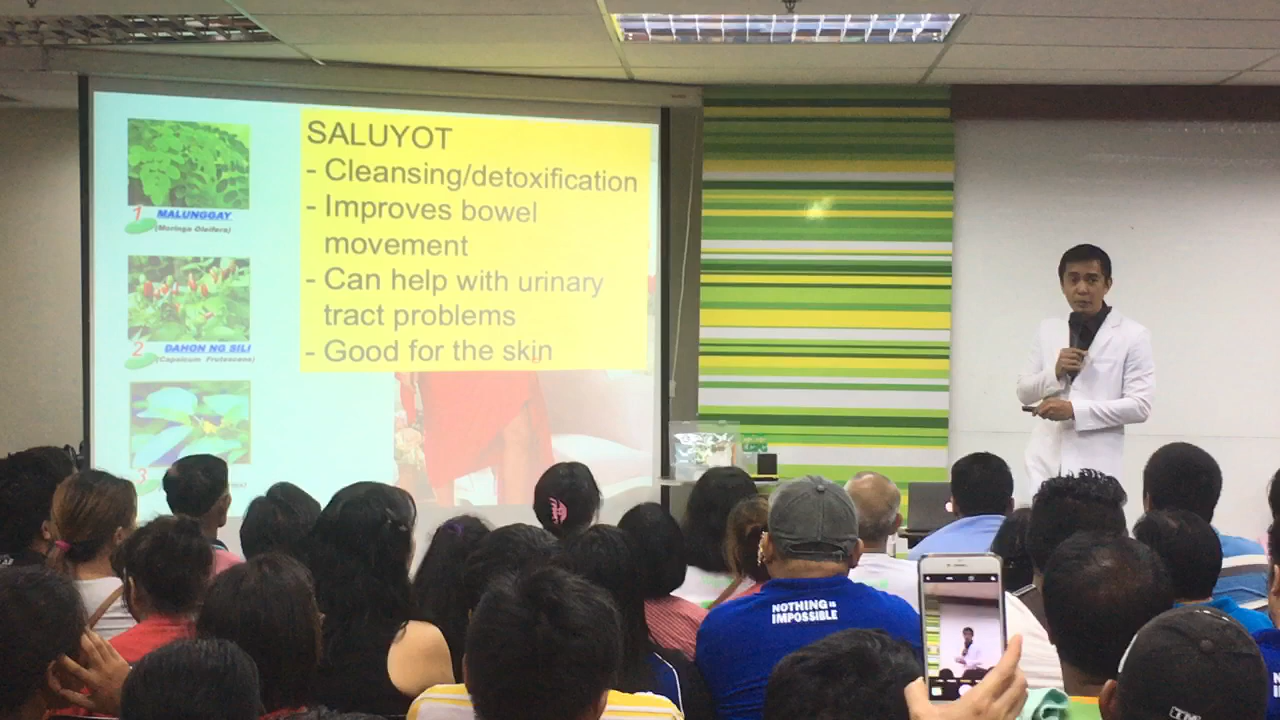 SALUYOT
- Cleansing/detoxification
- Improves bowel
movement
- Can help with urinary
tract problems
- Good for the skin
1 MALUNGGAY
(Moringa Oleifera)
2 DAHON NG SILI
(Capsicum Frutescens)
3
NOTHING IS
IMPOSSIBLE